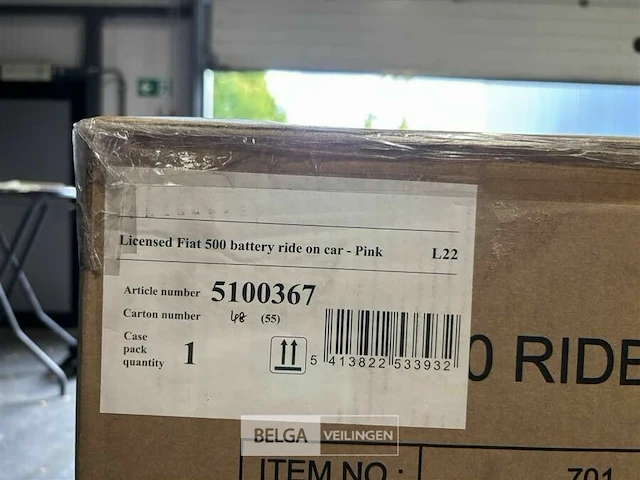 Licensed Fiat 500 battery ride on car - Pink L22
Article number 5100367
Carton number 48 (55)
Case
pack
quantity 1
5 413822 533932
0 RIDE
BELGA VEILINGEN
ITEM NO.: 701